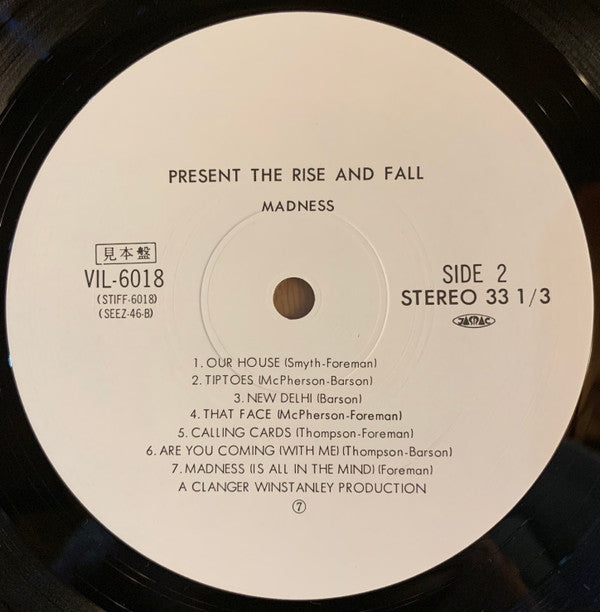 PRESENT THE RISE AND FALL
MADNESS
見本盤
VIL-6018
(STIFF-6018)
(SEEZ-46-B)
SIDE 2
STEREO 33 1/3
JASRAC
1. OUR HOUSE (Smyth-Foreman)
2. TIPTOES (McPherson-Barson)
3. NEW DELHI (Barson)
4. THAT FACE (McPherson-Foreman)
5. CALLING CARDS (Thompson-Foreman)
6. ARE YOU COMING (WITH ME) (Thompson-Barson)
7. MADNESS (IS ALL IN THE MIND) (Foreman)
A CLANGER WINSTANLEY PRODUCTION
⑦